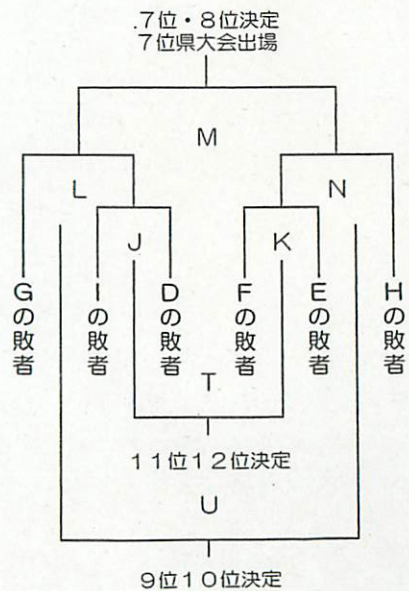 .7位・8位決定
7位県大会出場
M
L
N
J
K
Gの敗者
Iの敗者
Dの敗者
Fの敗者
Eの敗者
Hの敗者
T
11位12位決定
U
9位10位決定